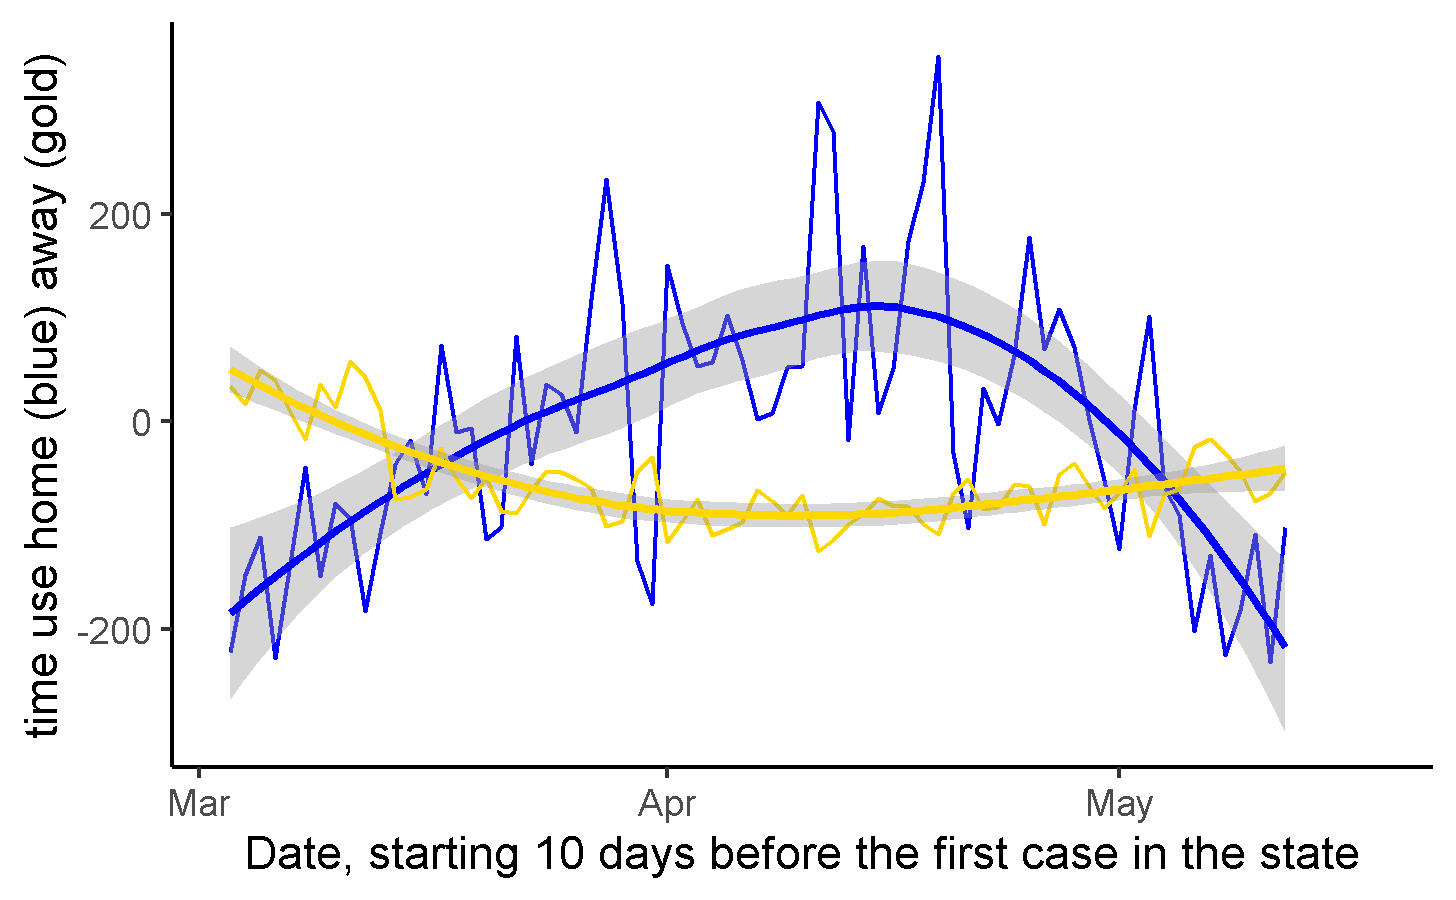 time use home (blue) away (gold)
200
0
-200
Mar
Apr
May
Date, starting 10 days before the first case in the state